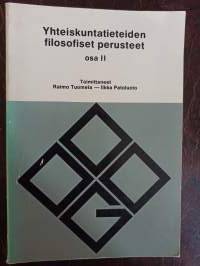 Yhteiskuntatieteiden
filosofiset perusteet
osa II
Toimittaneet
Raimo Tuomela — Ilkka Patoluoto